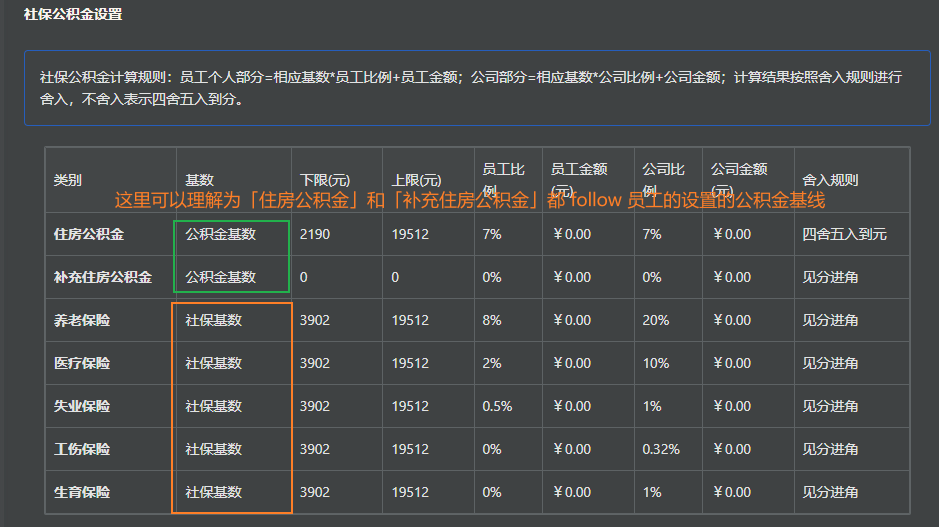 社保公积金设置
社保公积金计算规则：员工个人部分=相应基数*员工比例+员工金额；公司部分=相应基数*公司比例+公司金额；计算结果按照舍入规则进行
舍入，不舍入表示四舍五入到分。
类别 基数 下限(元) 上限(元) 员工比例 员工金额(元) 公司比例 公司金额(元) 舍入规则
这里可以理解为「住房公积金」和「补充住房公积金」都 follow 员工的设置的公积金基线
住房公积金 公积金基数 2190 19512 7% ￥0.00 7% ￥0.00 四舍五入到元
补充住房公积金 公积金基数 0 0 0% ￥0.00 0% ￥0.00 见分进角
养老保险 社保基数 3902 19512 8% ￥0.00 20% ￥0.00 见分进角
医疗保险 社保基数 3902 19512 2% ￥0.00 10% ￥0.00 见分进角
失业保险 社保基数 3902 19512 0.5% ￥0.00 1% ￥0.00 见分进角
工伤保险 社保基数 3902 19512 0% ￥0.00 0.32% ￥0.00 见分进角
生育保险 社保基数 3902 19512 0% ￥0.00 1% ￥0.00 见分进角